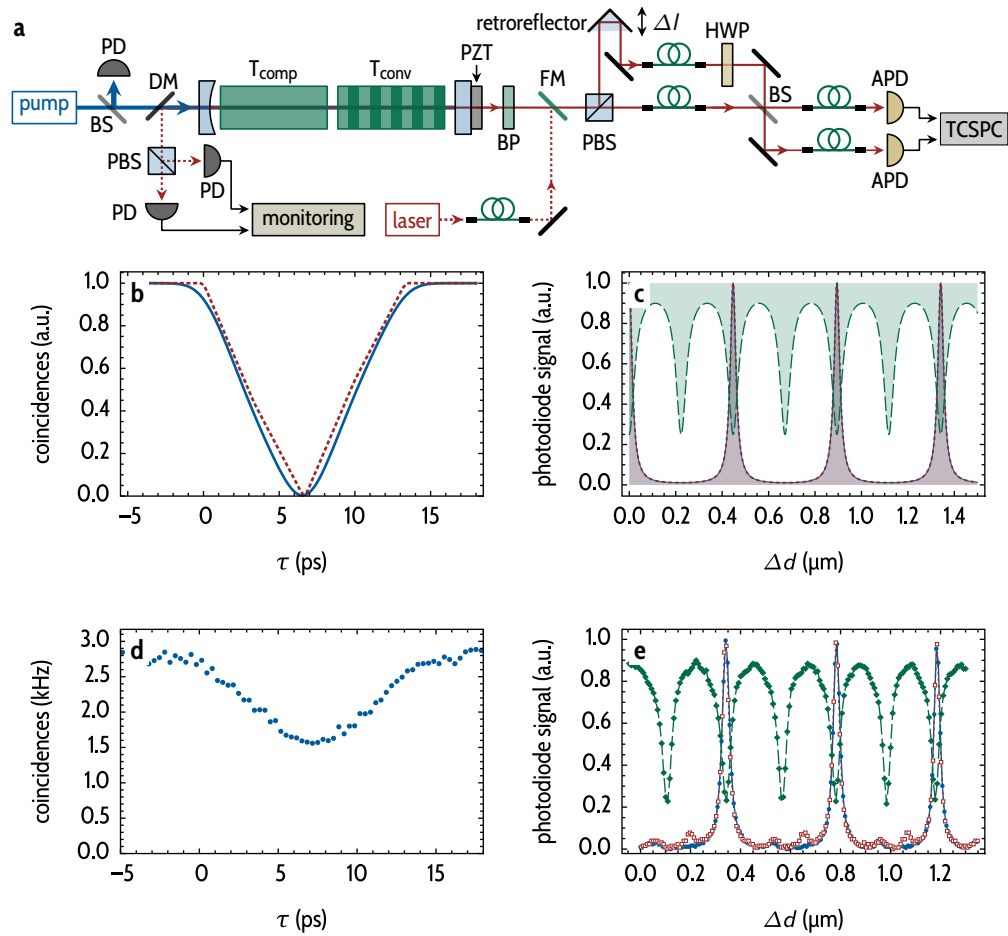 a
retroreflector
Δl
HWP
PD
DM
T_comp
T_conv
PZT
FM
APD
pump
BS
BS
TCSPC
PBS
BP
PBS
PD
APD
PD
monitoring
laser
b
coincidences (a.u.)
1.0
0.8
0.6
0.4
0.2
0.0
−5 0 5 10 15
τ (ps)
c
photodiode signal (a.u.)
1.0
0.8
0.6
0.4
0.2
0.0
0.0 0.2 0.4 0.6 0.8 1.0 1.2 1.4
Δd (μm)
d
coincidences (kHz)
3.0
2.5
2.0
1.5
1.0
0.5
0.0
−5 0 5 10 15
τ (ps)
e
photodiode signal (a.u.)
1.0
0.8
0.6
0.4
0.2
0.0
0.0 0.2 0.4 0.6 0.8 1.0 1.2
Δd (μm)